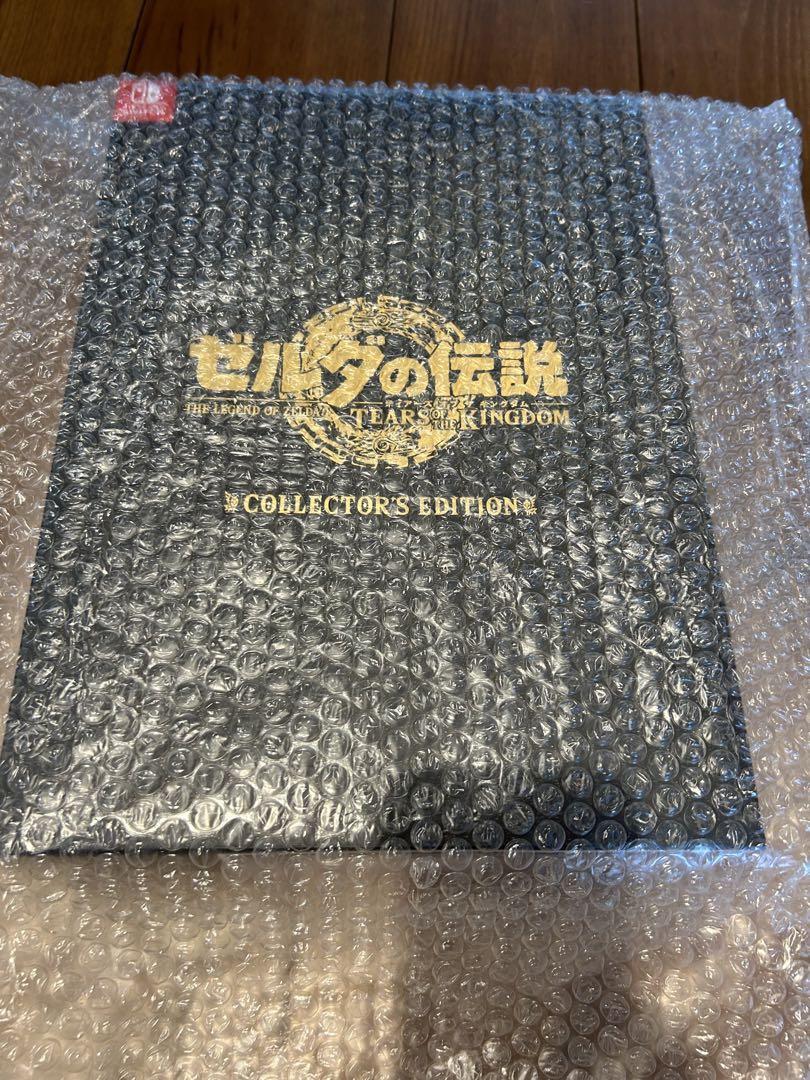 ゼルダの伝説
THE LEGEND OF ZELDA
TEARS OF THE KINGDOM
COLLECTOR'S EDITION